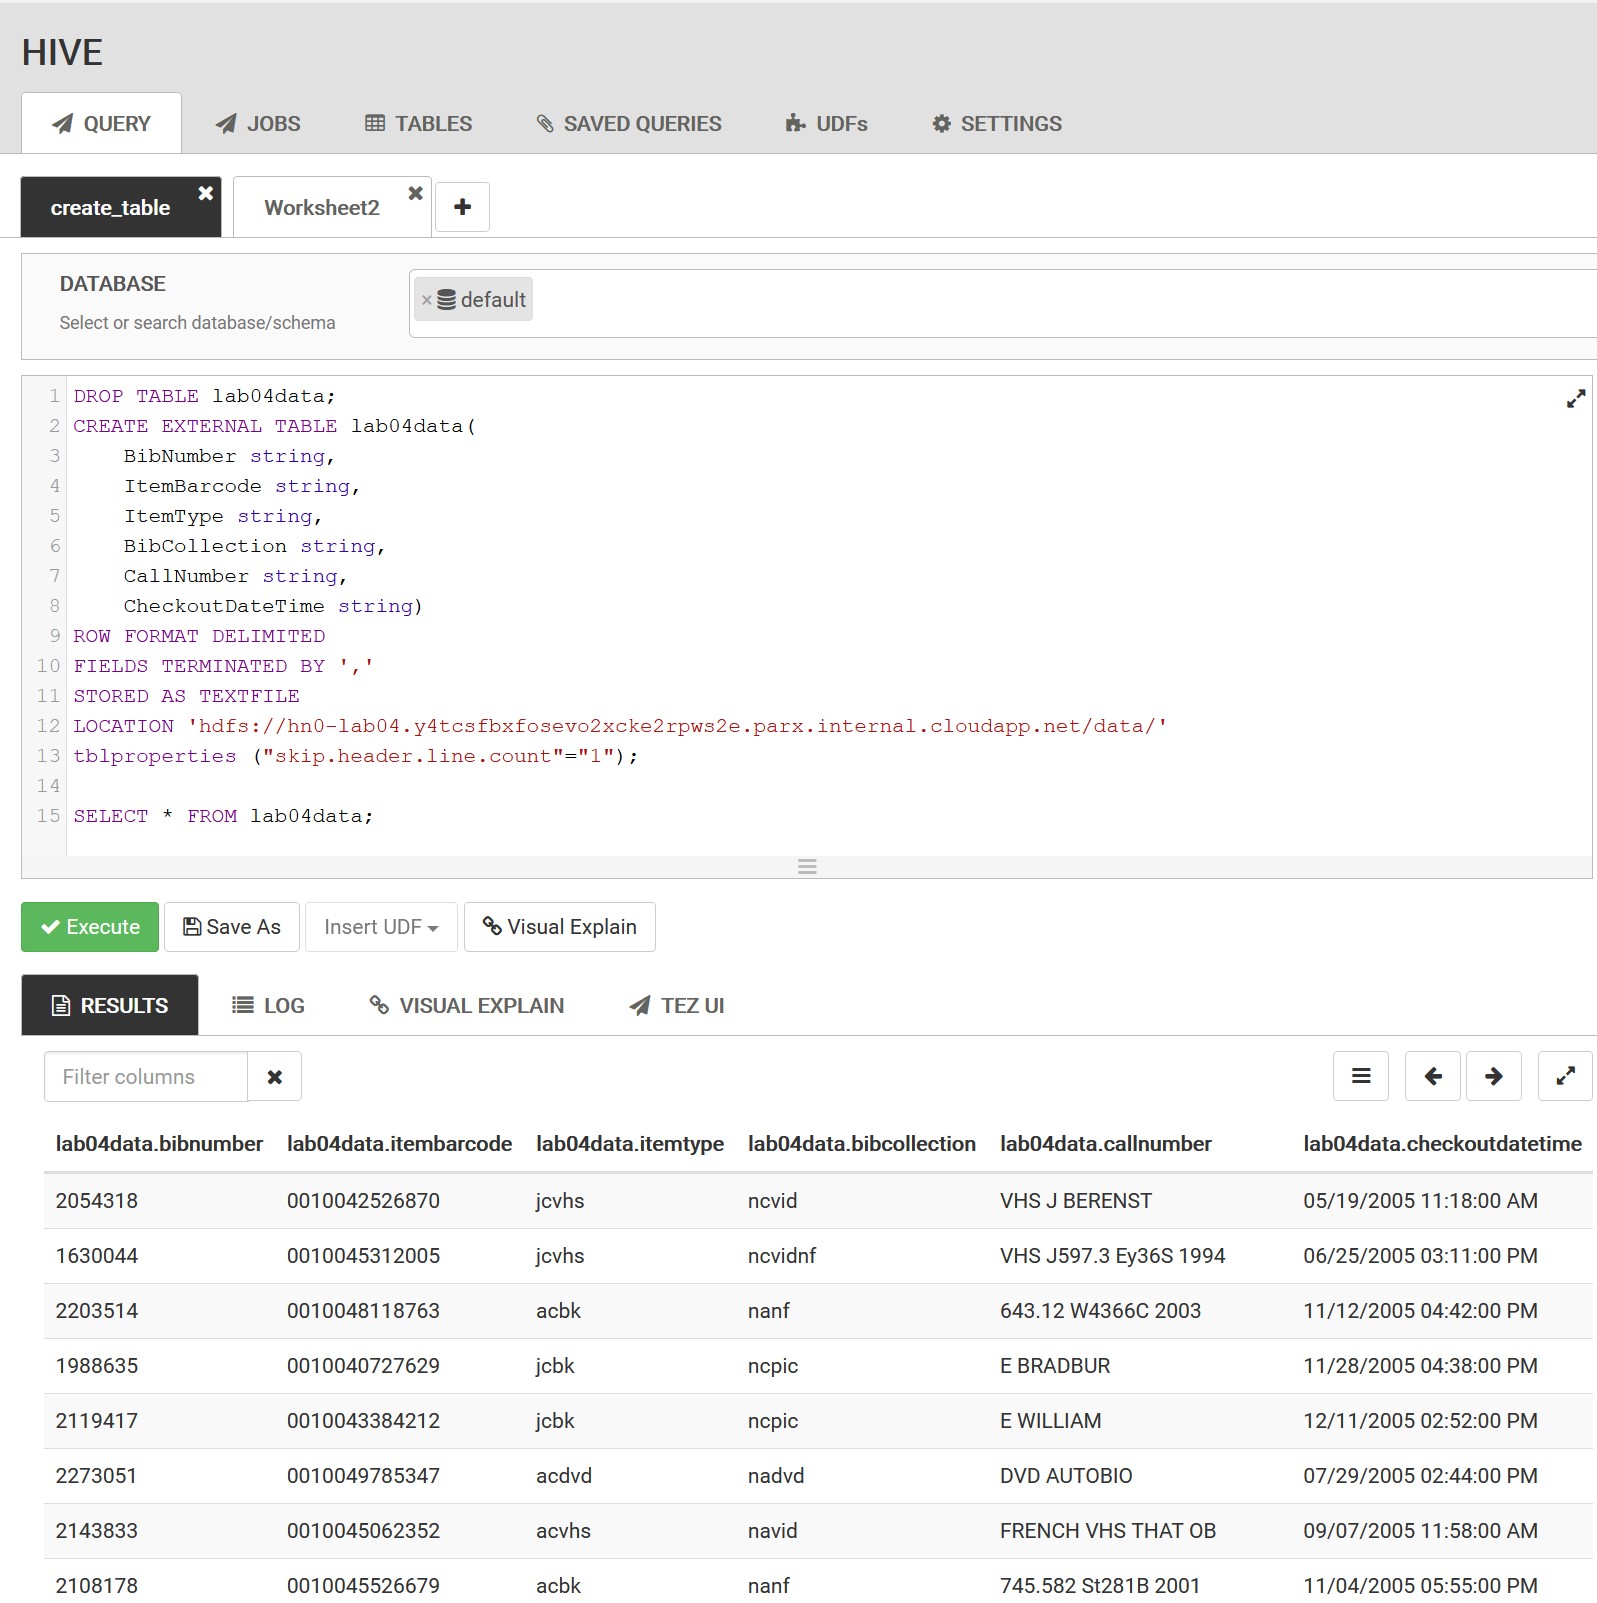 HIVE
QUERY JOBS TABLES SAVED QUERIES UDFs SETTINGS
create_table Worksheet2
DATABASE
Select or search database/schema
× default
1 DROP TABLE lab04data;
2 CREATE EXTERNAL TABLE lab04data(
3 BibNumber string,
4 ItemBarcode string,
5 ItemType string,
6 BibCollection string,
7 CallNumber string,
8 CheckoutDateTime string)
9 ROW FORMAT DELIMITED
10 FIELDS TERMINATED BY ','
11 STORED AS TEXTFILE
12 LOCATION 'hdfs://hn0-lab04.y4tcsfbxfosevo2xcke2rpws2e.parx.internal.cloudapp.net/data/'
13 tblproperties ("skip.header.line.count"="1");
14
15 SELECT * FROM lab04data;
Execute Save As Insert UDF Visual Explain
RESULTS LOG VISUAL EXPLAIN TEZ UI
Filter columns
lab04data.bibnumber lab04data.itembarcode lab04data.itemtype lab04data.bibcollection lab04data.callnumber lab04data.checkoutdatetime
2054318 0010042526870 jcvhs ncvid VHS J BERENST 05/19/2005 11:18:00 AM
1630044 0010045312005 jcvhs ncvidnf VHS J597.3 Ey36S 1994 06/25/2005 03:11:00 PM
2203514 0010048118763 acbk nanf 643.12 W4366C 2003 11/12/2005 04:42:00 PM
1988635 0010040727629 jcbk ncpic E BRADBUR 11/28/2005 04:38:00 PM
2119417 0010043384212 jcbk ncpic E WILLIAM 12/11/2005 02:52:00 PM
2273051 0010049785347 acdvd nadvd DVD AUTOBIO 07/29/2005 02:44:00 PM
2143833 0010045062352 acvhs navid FRENCH VHS THAT OB 09/07/2005 11:58:00 AM
2108178 0010045526679 acbk nanf 745.582 St281B 2001 11/04/2005 05:55:00 PM